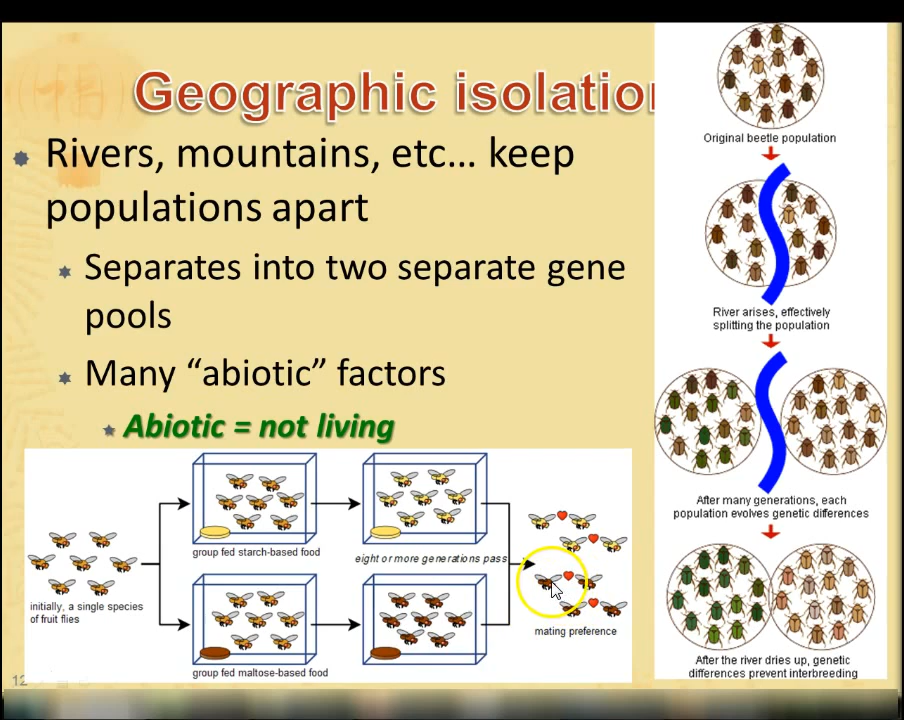 Geographic isolation
Rivers, mountains, etc… keep
populations apart
Separates into two separate gene
pools
Many “abiotic” factors
Abiotic = not living
initially, a single species
of fruit flies
group fed starch-based food
group fed maltose-based food
eight or more generations pass
mating preference
12
Original beetle population
River arises, effectively
splitting the population
After many generations, each
population evolves genetic differences
After the river dries up, genetic
differences prevent interbreeding